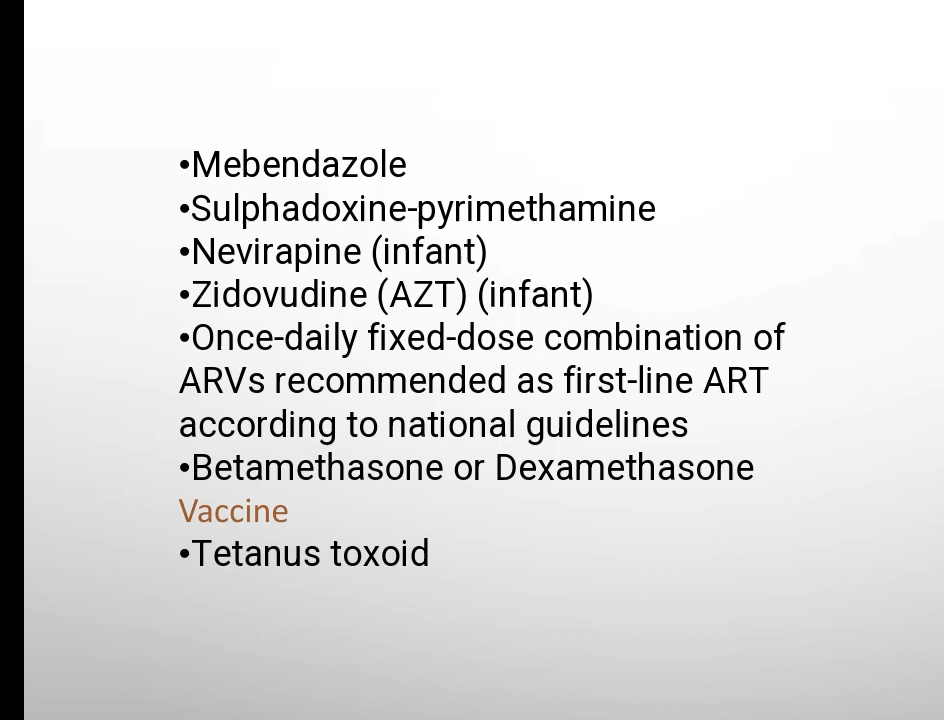 •Mebendazole
•Sulphadoxine-pyrimethamine
•Nevirapine (infant)
•Zidovudine (AZT) (infant)
•Once-daily fixed-dose combination of
ARVs recommended as first-line ART
according to national guidelines
•Betamethasone or Dexamethasone
Vaccine
•Tetanus toxoid